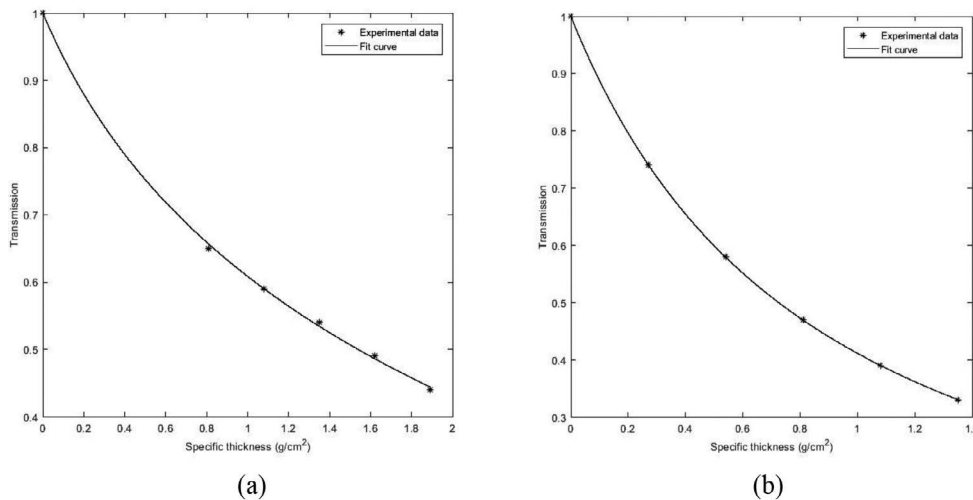 1
0.9
0.8
0.7
0.6
0.5
0.4
Transmission
0 0.2 0.4 0.6 0.8 1 1.2 1.4 1.6 1.8 2
Specific thickness (g/cm²)
Experimental data
Fit curve
(a)
1
0.9
0.8
0.7
0.6
0.5
0.4
0.3
Transmission
0 0.2 0.4 0.6 0.8 1 1.2 1.4
Specific thickness (g/cm²)
Experimental data
Fit curve
(b)